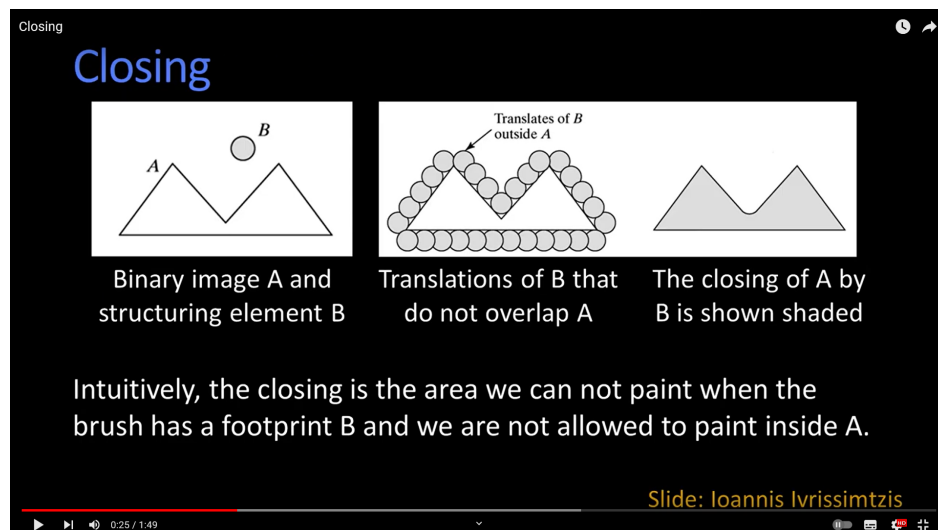 Closing
Closing
B
A
Translates of B
outside A
Binary image A and
structuring element B
Translations of B that
do not overlap A
The closing of A by
B is shown shaded
Intuitively, the closing is the area we can not paint when the
brush has a footprint B and we are not allowed to paint inside A.
Slide: Ioannis Ivrissimtzis
0:25 / 1:49
HD